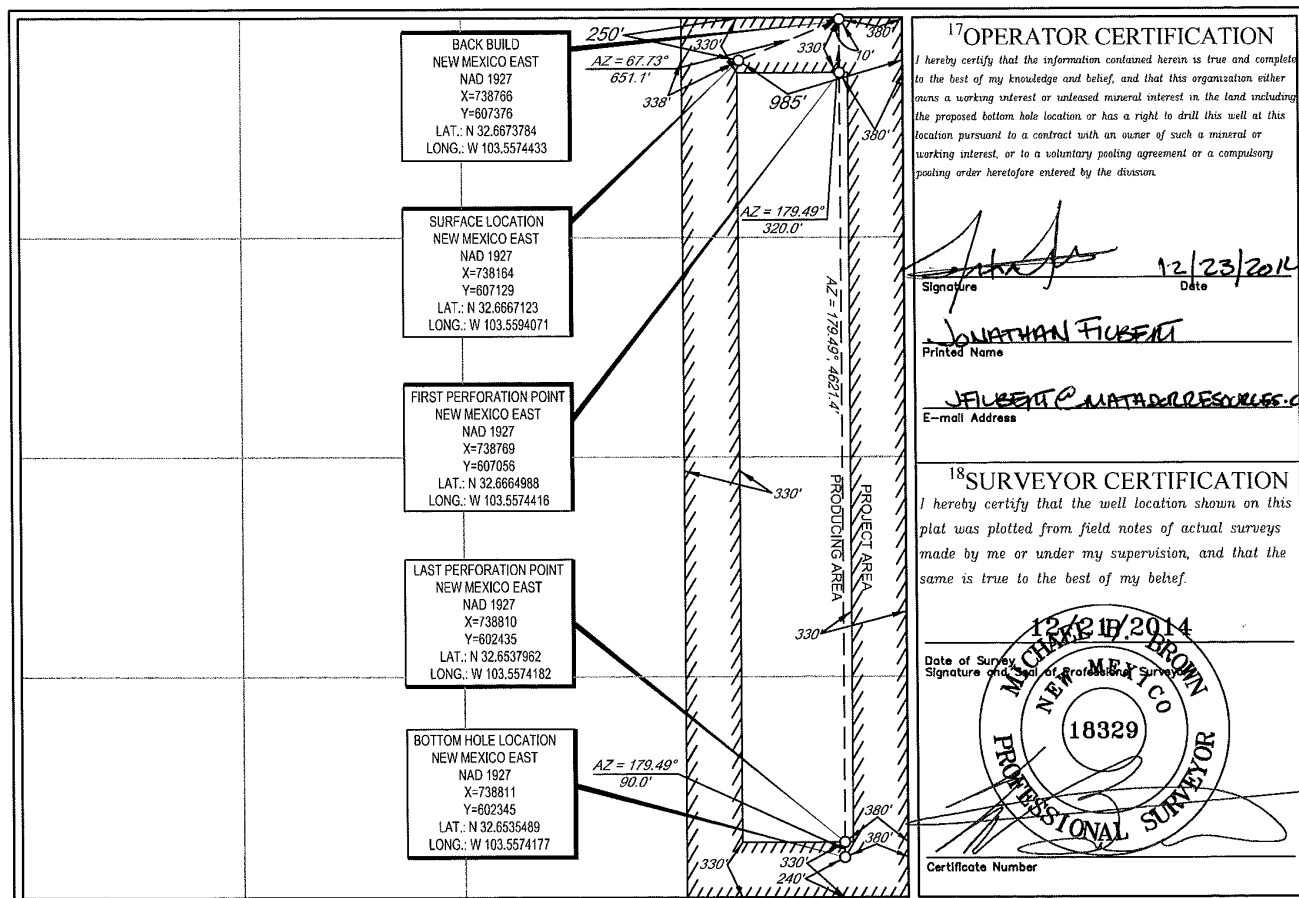 BACK BUILD
NEW MEXICO EAST
NAD 1927
X=738766
Y=607376
LAT.: N 32.6673784
LONG.: W 103.5574433
SURFACE LOCATION
NEW MEXICO EAST
NAD 1927
X=738164
Y=607129
LAT.: N 32.6667123
LONG.: W 103.5594071
FIRST PERFORATION POINT
NEW MEXICO EAST
NAD 1927
X=738769
Y=607056
LAT.: N 32.6664988
LONG.: W 103.5574416
LAST PERFORATION POINT
NEW MEXICO EAST
NAD 1927
X=738810
Y=602435
LAT.: N 32.6537962
LONG.: W 103.5574182
BOTTOM HOLE LOCATION
NEW MEXICO EAST
NAD 1927
X=738811
Y=602345
LAT.: N 32.6535489
LONG.: W 103.5574177
250'
AZ = 67.73°
651.1'
330'
338'
330'
380'
10'
985'
380'
AZ = 179.49°
320.0'
AZ = 179.49°, 4621.4'
PRODUCING AREA
PROJECT AREA
330'
330'
AZ = 179.49°
90.0'
380'
380'
330'
330'
240'
17 OPERATOR CERTIFICATION
I hereby certify that the information contained herein is true and complete
to the best of my knowledge and belief, and that this organization either
owns a working interest or unleased mineral interest in the land including
the proposed bottom hole location or has a right to drill this well at this
location pursuant to a contract with an owner of such a mineral or
working interest, or to a voluntary pooling agreement or a compulsory
pooling order heretofore entered by the division.
12/23/2014
Signature Date
JONATHAN FILBERT
Printed Name
JFILBERT@MATADORRESOURCES.C
E-mail Address
18 SURVEYOR CERTIFICATION
I hereby certify that the well location shown on this
plat was plotted from field notes of actual surveys
made by me or under my supervision, and that the
same is true to the best of my belief.
12/21/2014
Date of Survey
Signature and Seal of Professional Surveyor
MICHAEL B. BROWN
NEW MEXICO
18329
PROFESSIONAL SURVEYOR
Certificate Number